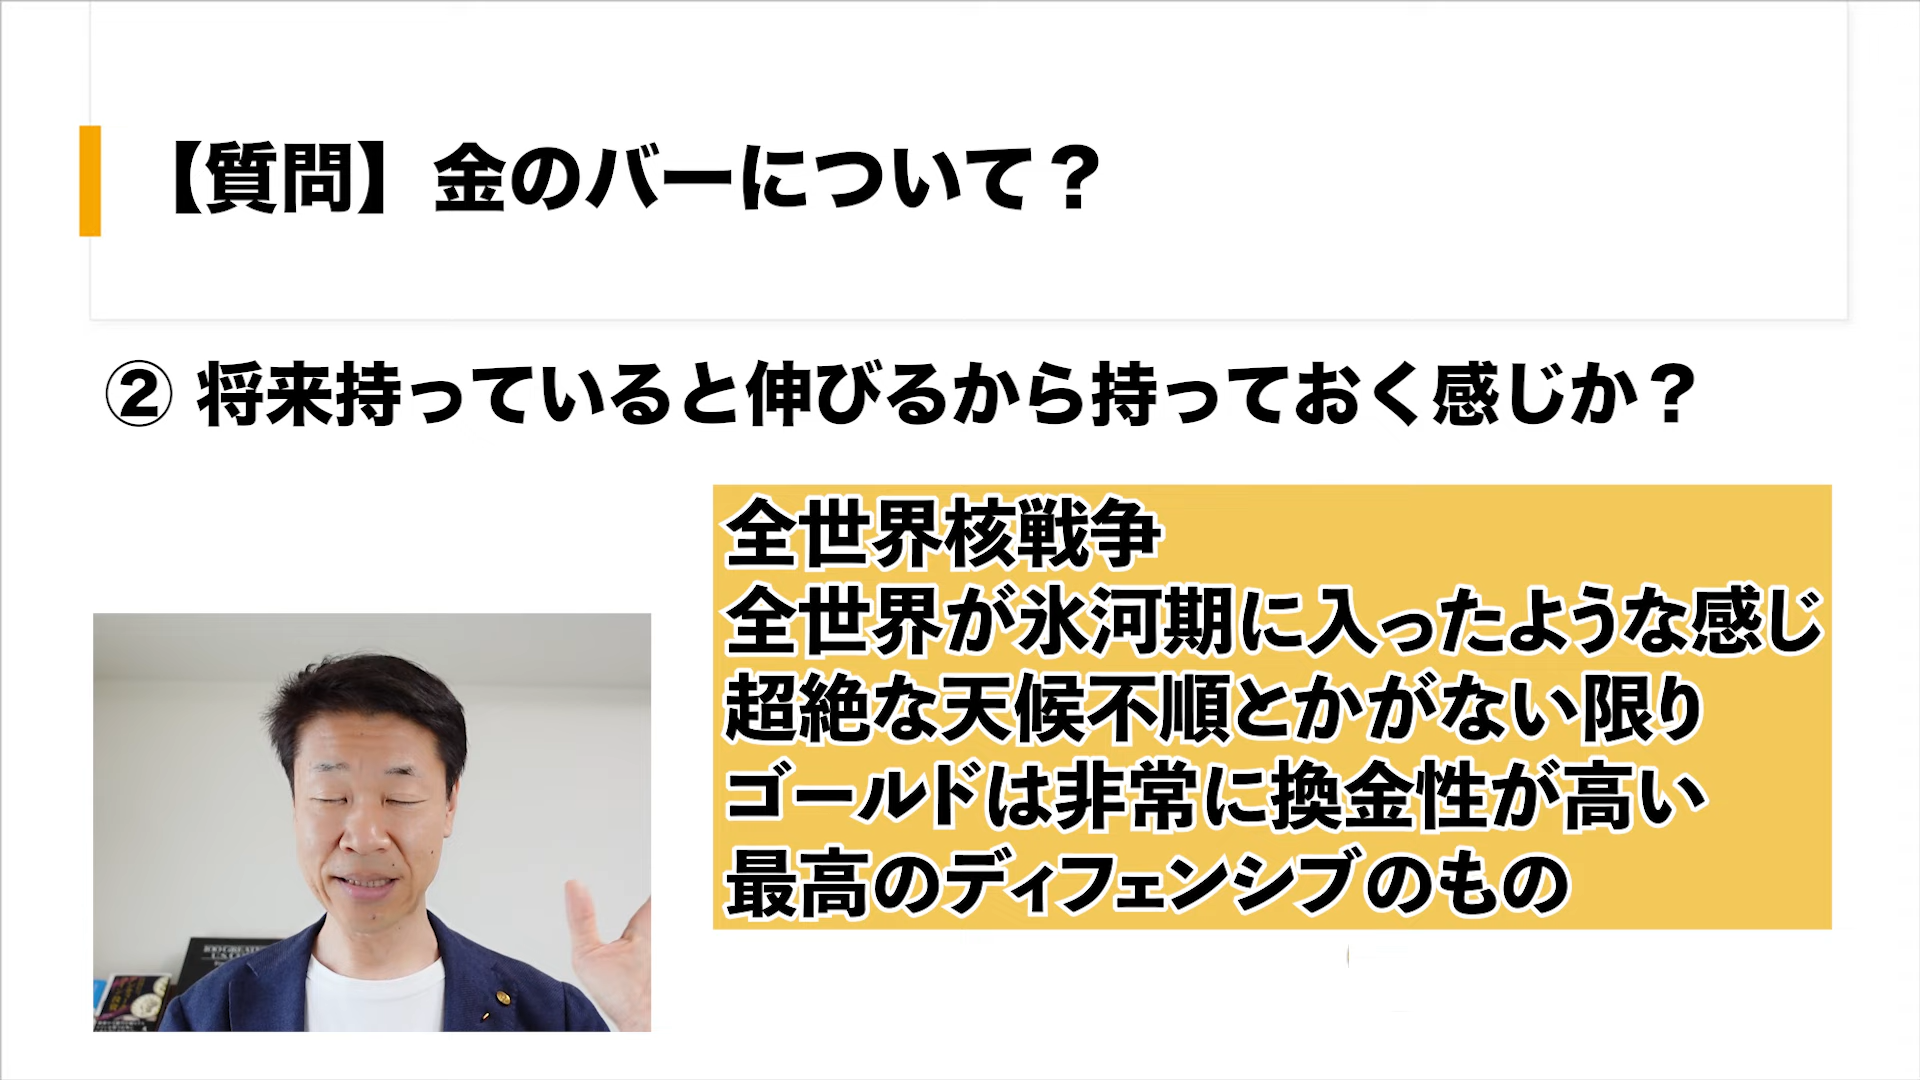 【質問】金のバーについて？
② 将来持っていると伸びるから持っておく感じか？
全世界核戦争
全世界が氷河期に入ったような感じ
超絶な天候不順とかがない限り
ゴールドは非常に換金性が高い
最高のディフェンシブのもの